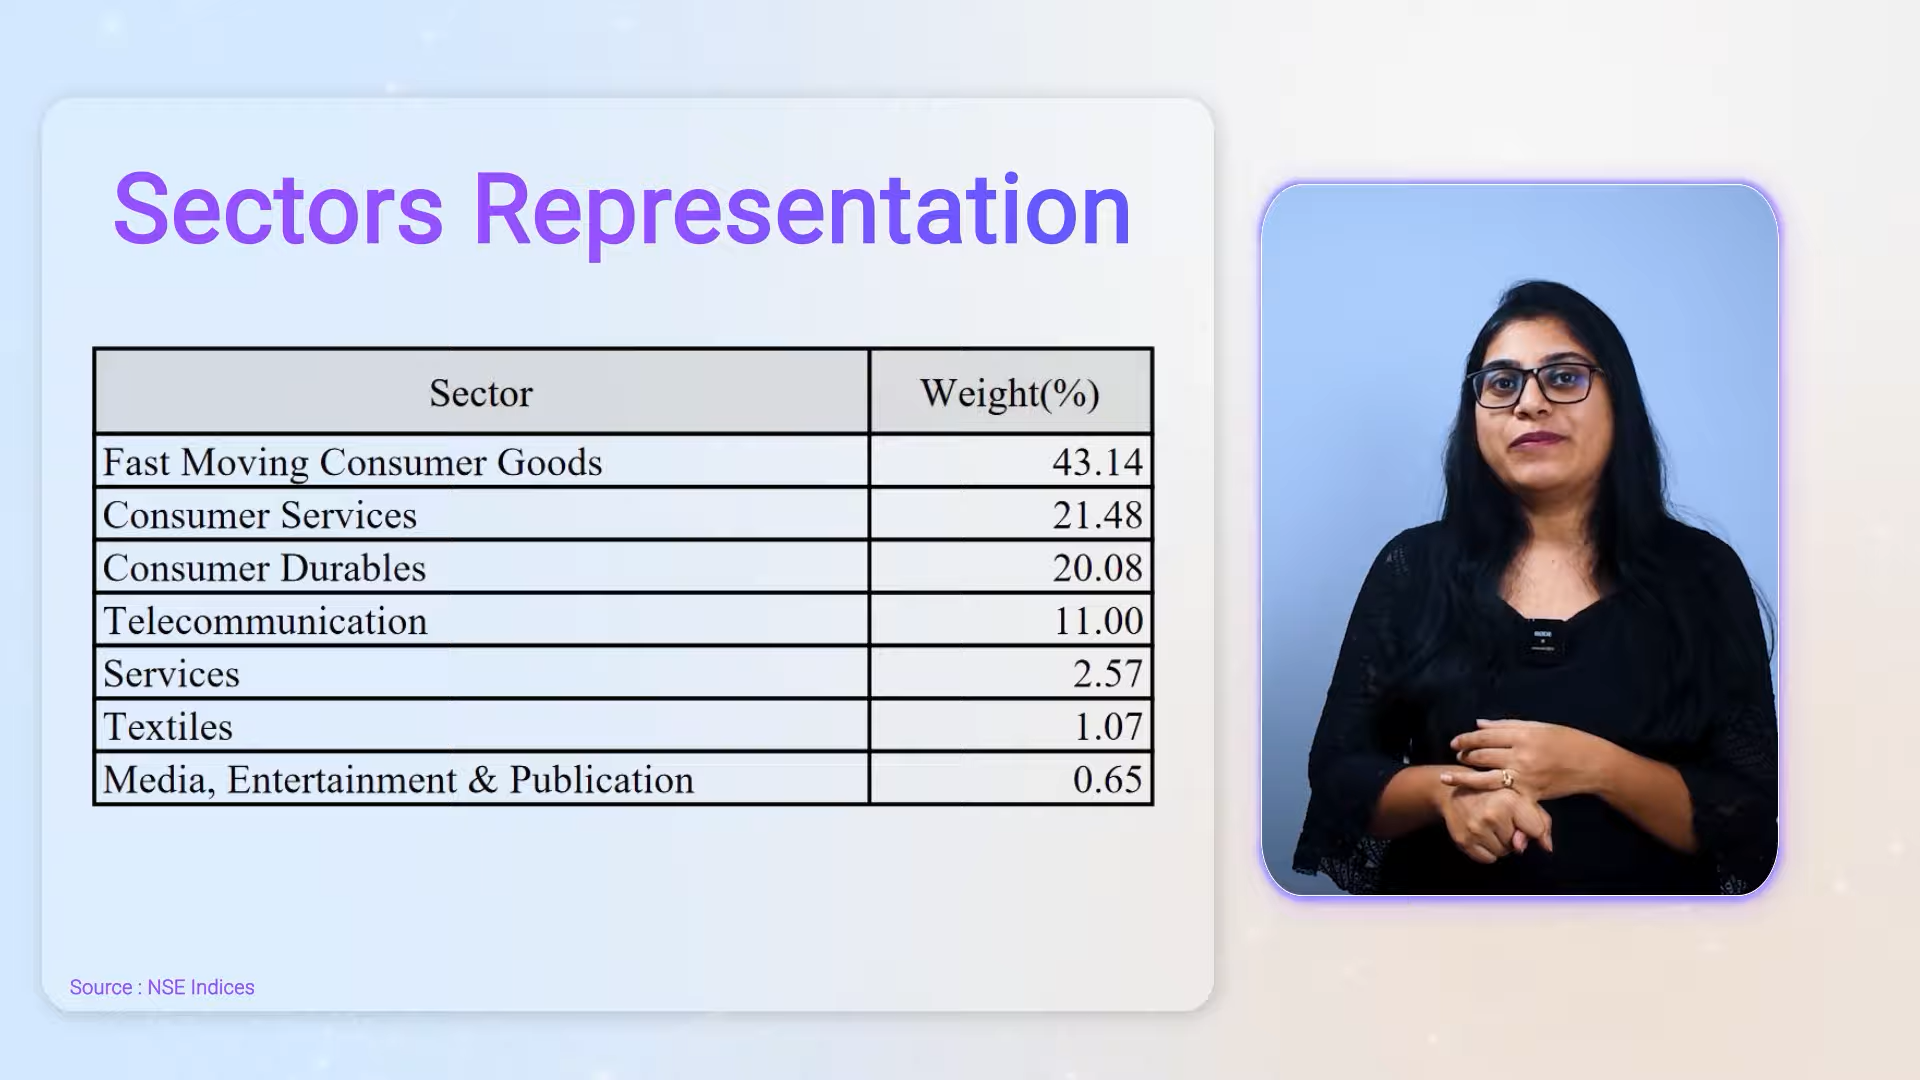 Sectors Representation
Sector Weight(%)
Fast Moving Consumer Goods 43.14
Consumer Services 21.48
Consumer Durables 20.08
Telecommunication 11.00
Services 2.57
Textiles 1.07
Media, Entertainment & Publication 0.65
Source : NSE Indices